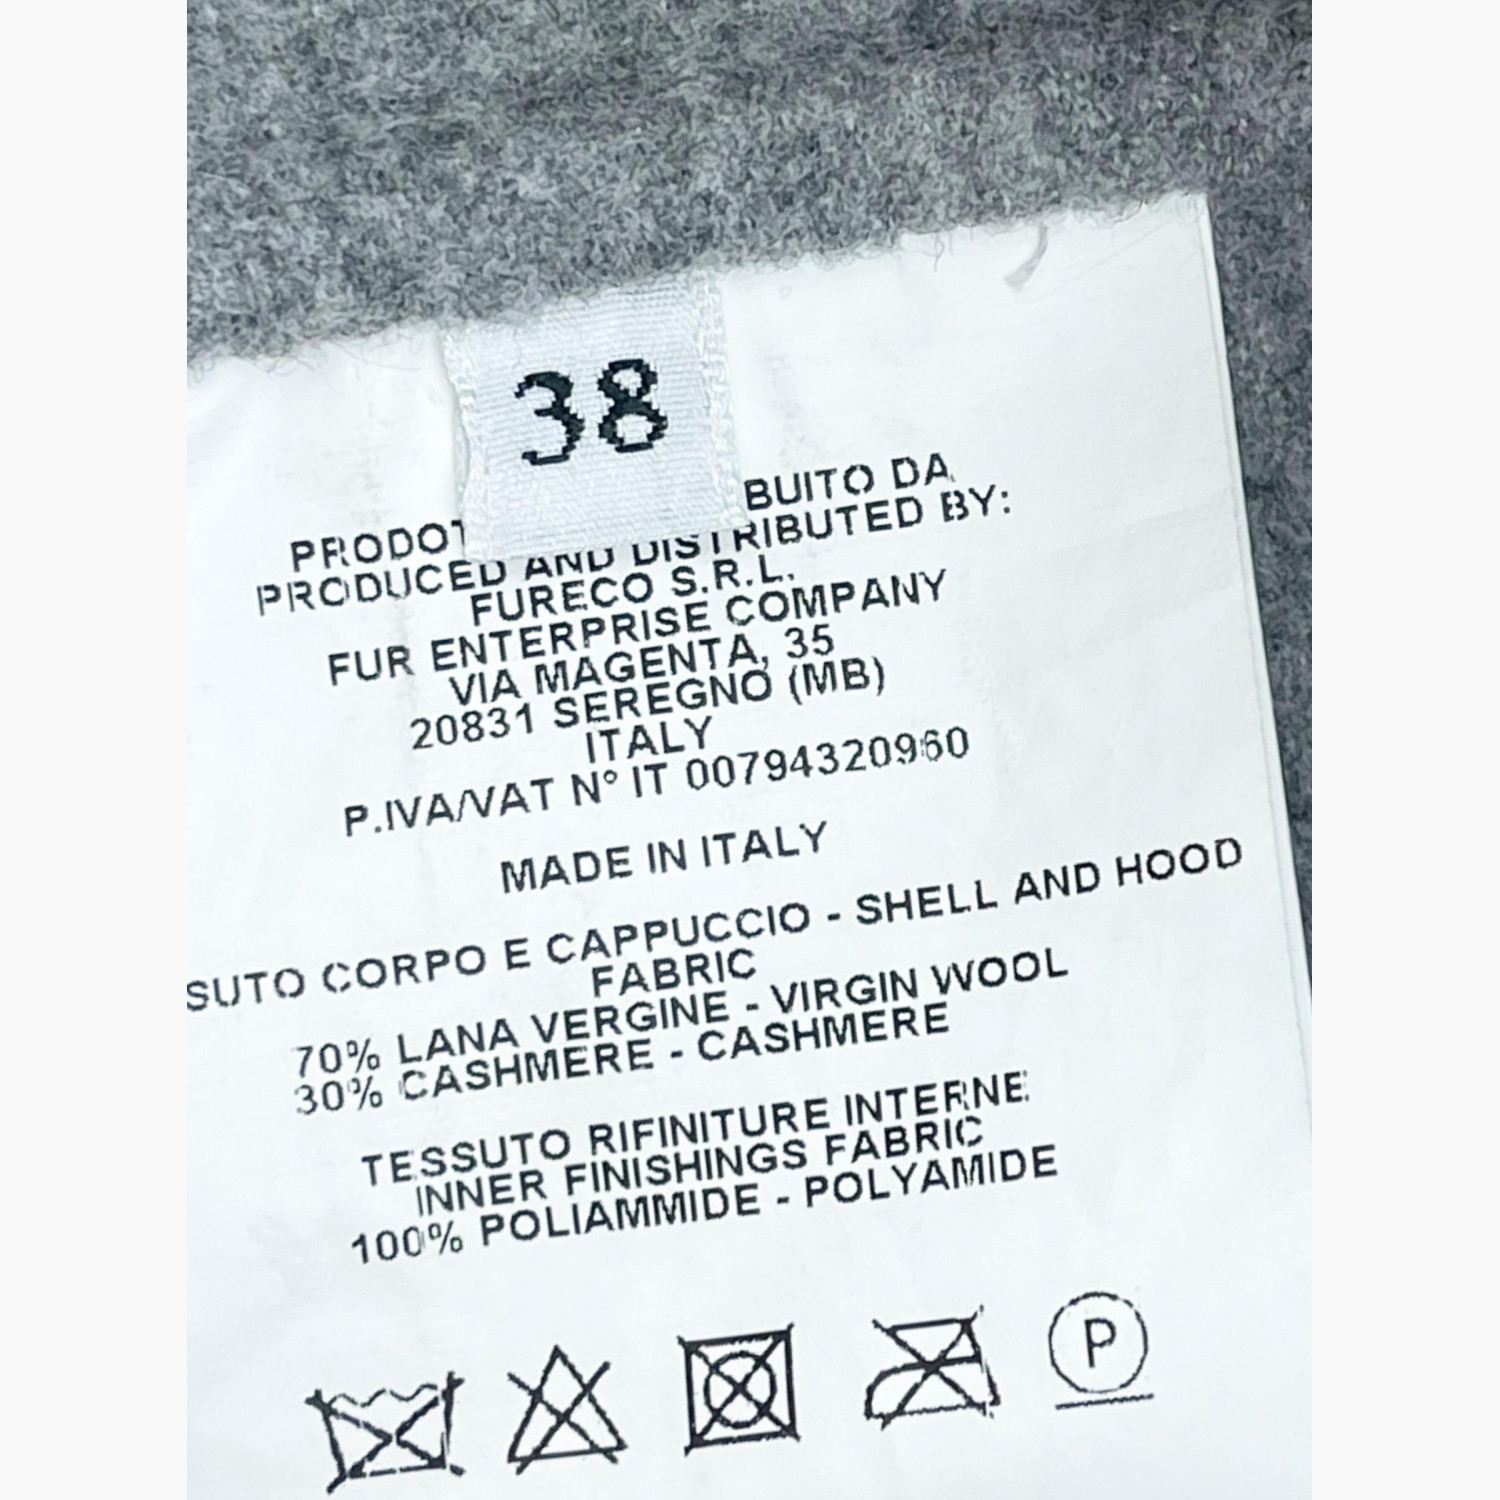 38
PRODOT BUITO DA
PRODUCED AND DISTRIBUTED BY:
FURECO S.R.L.
FUR ENTERPRISE COMPANY
VIA MAGENTA, 35
20831 SEREGNO (MB)
ITALY
P.IVA/VAT N° IT 00794320960
MADE IN ITALY
SUTO CORPO E CAPPUCCIO - SHELL AND HOOD
FABRIC
70% LANA VERGINE - VIRGIN WOOL
30% CASHMERE - CASHMERE
TESSUTO RIFINITURE INTERNE
INNER FINISHINGS FABRIC
100% POLIAMMIDE - POLYAMIDE
P